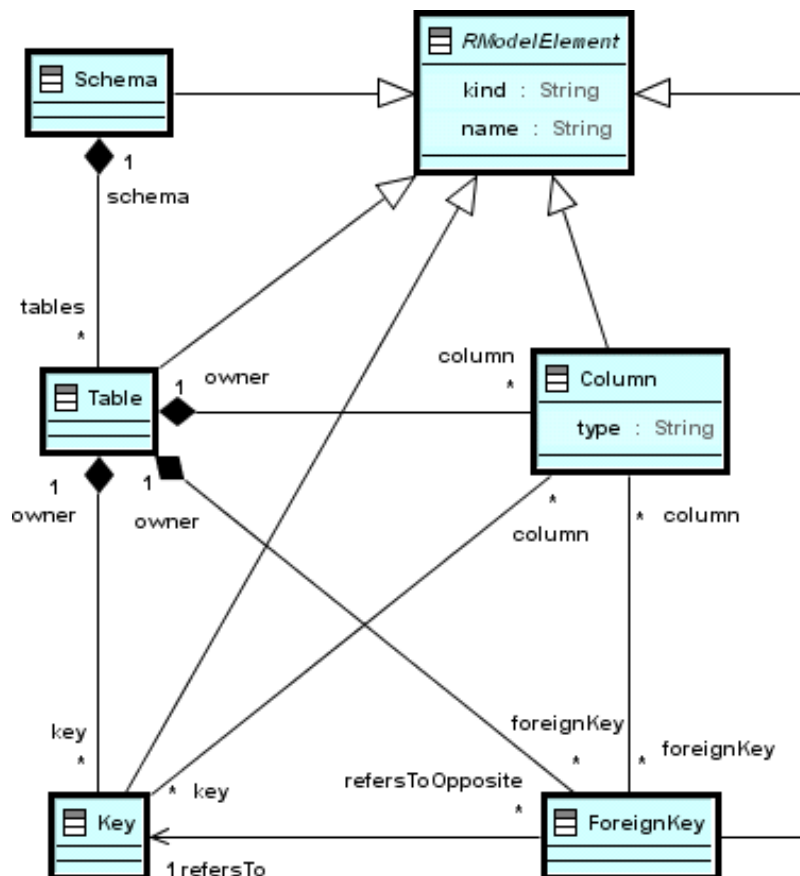 RModelElement
Schema
kind : String
name : String
1
schema
tables
*
column
owner
1
*
Table
Column
type : String
1
1
owner
owner
*
column
*
column
key
*
foreignKey
*
*
foreignKey
refersToOpposite
*
* key
Key
ForeignKey
1 refersTo